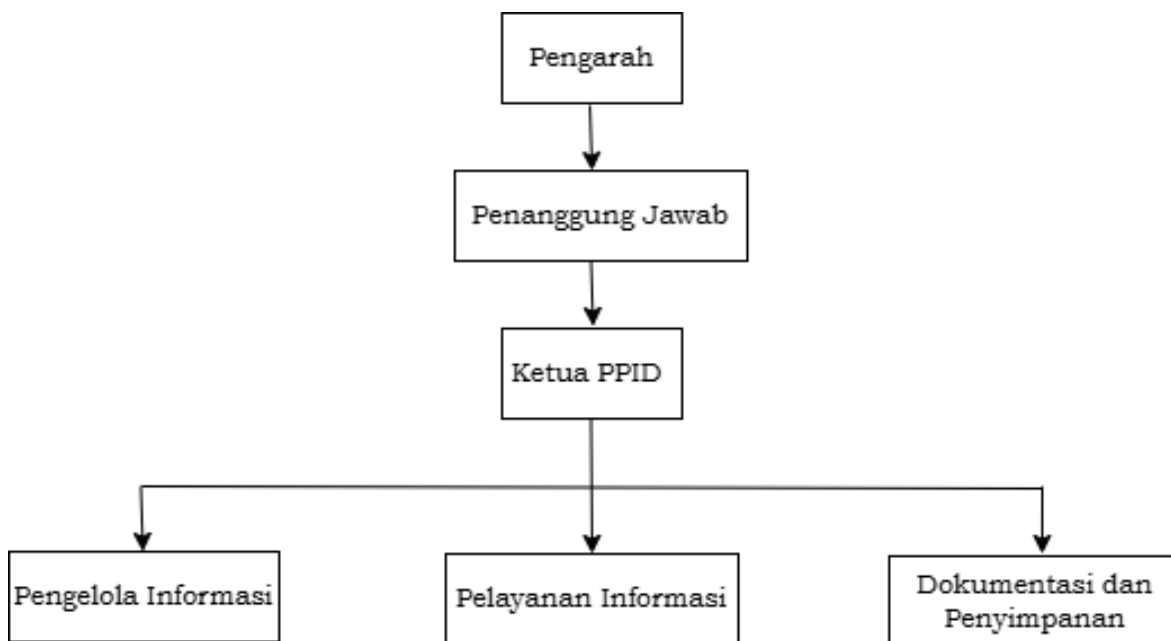 Pengarah
Penanggung Jawab
Ketua PPID
Pengelola Informasi
Pelayanan Informasi
Dokumentasi dan
Penyimpanan